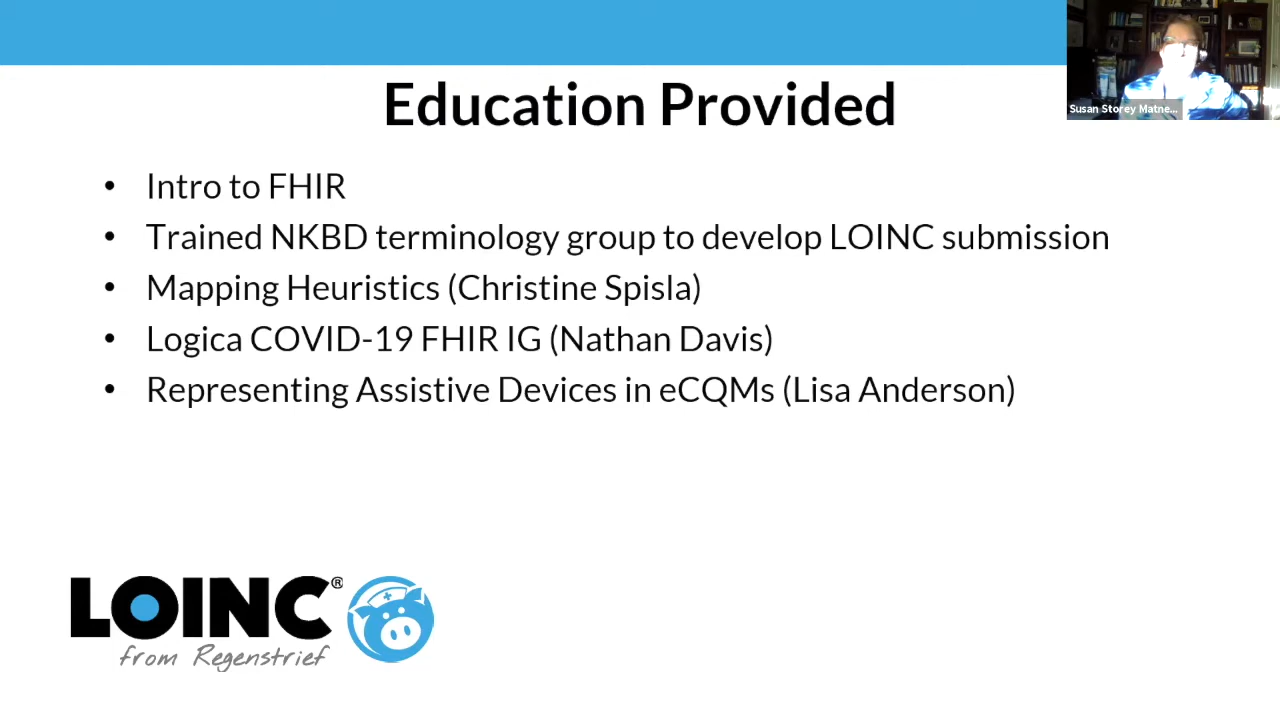 Education Provided
Susan Storey Matne...
• Intro to FHIR
• Trained NKBD terminology group to develop LOINC submission
• Mapping Heuristics (Christine Spisla)
• Logica COVID-19 FHIR IG (Nathan Davis)
• Representing Assistive Devices in eCQMs (Lisa Anderson)
LOINC®
from Regenstrief